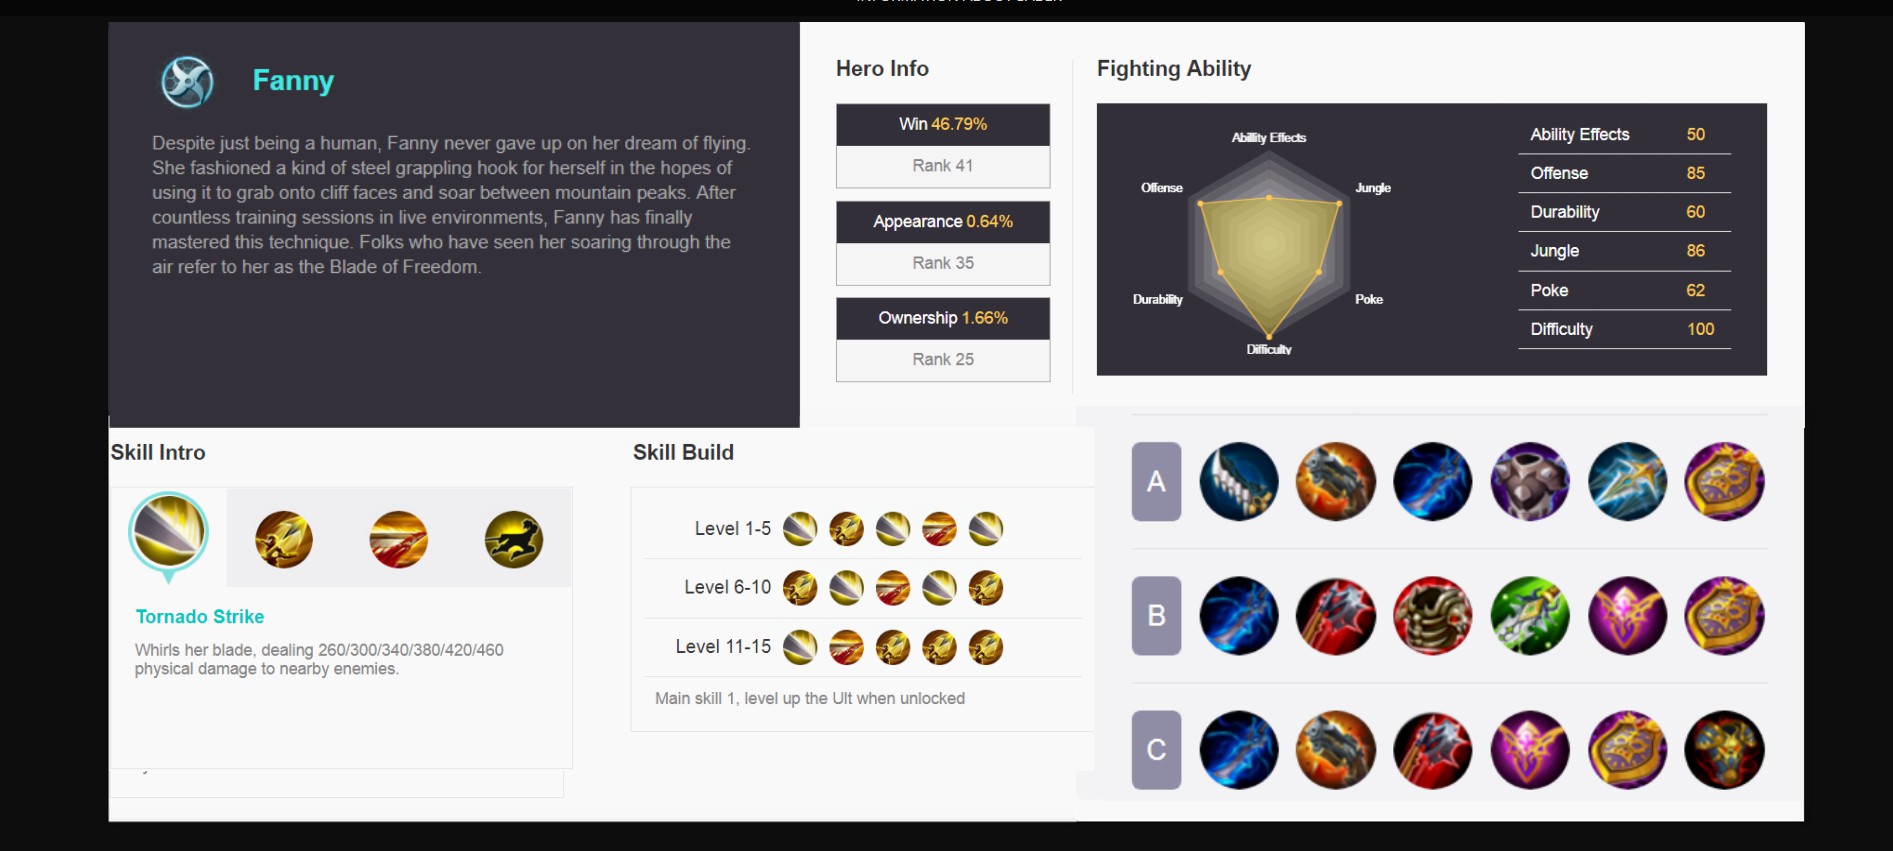 INFORMATION ABOUT SABER
Fanny
Despite just being a human, Fanny never gave up on her dream of flying.
She fashioned a kind of steel grappling hook for herself in the hopes of
using it to grab onto cliff faces and soar between mountain peaks. After
countless training sessions in live environments, Fanny has finally
mastered this technique. Folks who have seen her soaring through the
air refer to her as the Blade of Freedom.
Hero Info
Win 46.79%
Rank 41
Appearance 0.64%
Rank 35
Ownership 1.66%
Rank 25
Fighting Ability
Ability Effects
Offense
Jungle
Durability
Poke
Difficulty
Ability Effects 50
Offense 85
Durability 60
Jungle 86
Poke 62
Difficulty 100
Skill Intro
Tornado Strike
Whirls her blade, dealing 260/300/340/380/420/460
physical damage to nearby enemies.
Skill Build
Level 1-5
Level 6-10
Level 11-15
Main skill 1, level up the Ult when unlocked
A
B
C